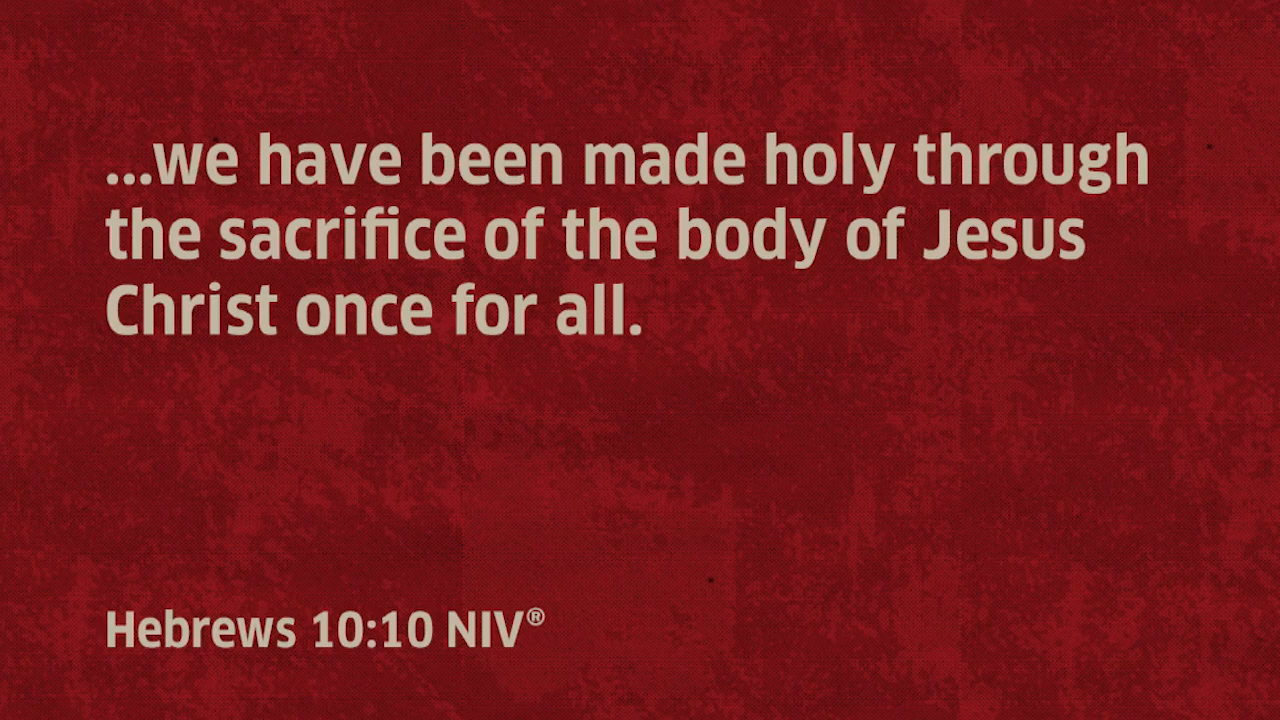 ...we have been made holy through
the sacrifice of the body of Jesus
Christ once for all.
Hebrews 10:10 NIV®